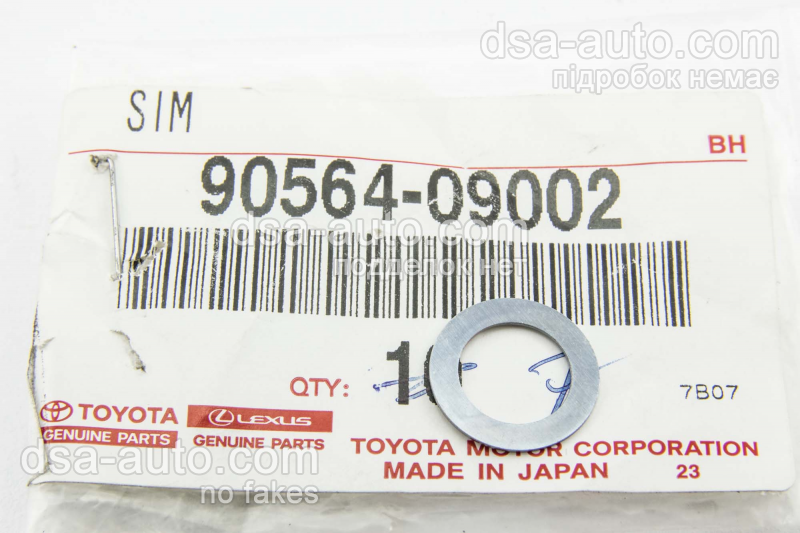 dsa-auto.com
підробок немає
SIM
BH
90564-09002
dsa-auto.com
подделок нет
QTY:
7B07
TOYOTA
GENUINE PARTS
LEXUS
GENUINE PARTS
TOYOTA MOTOR CORPORATION
MADE IN JAPAN
23
dsa-auto.com
no fakes